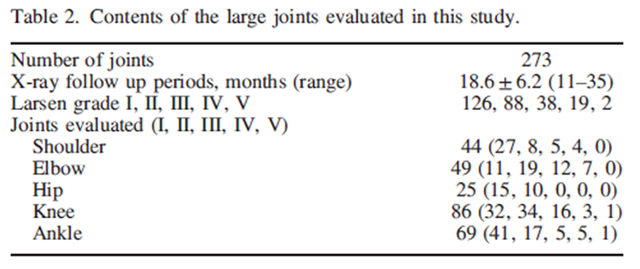 Table 2. Contents of the large joints evaluated in this study.
Number of joints 273
X-ray follow up periods, months (range) 18.6 ± 6.2 (11–35)
Larsen grade I, II, III, IV, V 126, 88, 38, 19, 2
Joints evaluated (I, II, III, IV, V)
Shoulder 44 (27, 8, 5, 4, 0)
Elbow 49 (11, 19, 12, 7, 0)
Hip 25 (15, 10, 0, 0, 0)
Knee 86 (32, 34, 16, 3, 1)
Ankle 69 (41, 17, 5, 5, 1)